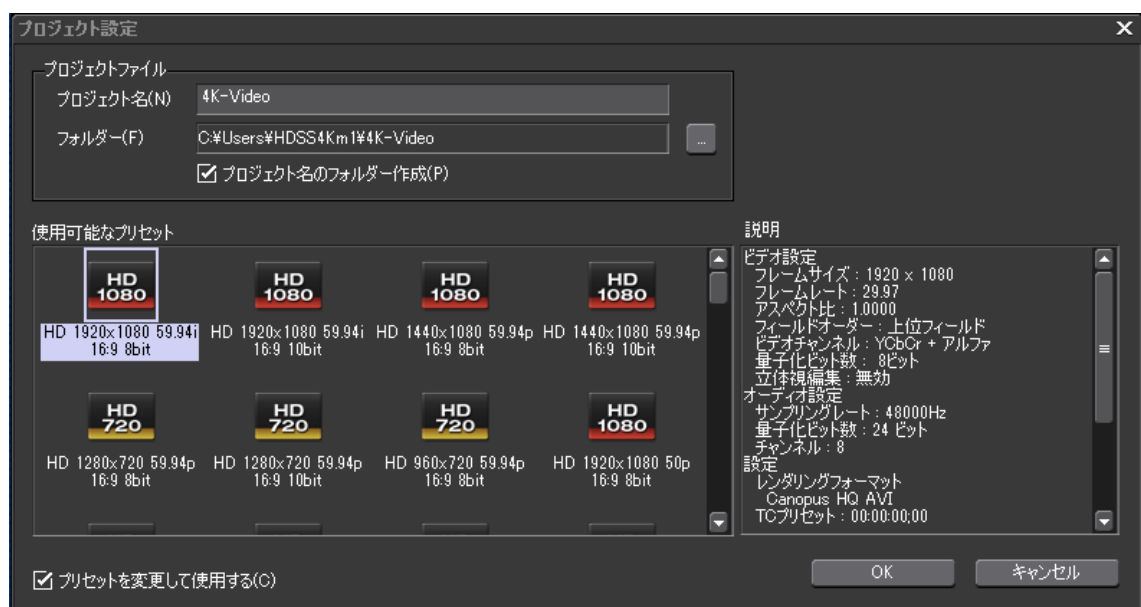 プロジェクト設定
プロジェクトファイル
プロジェクト名(N) 4K-Video
フォルダー(F) C:¥Users¥HDSS4Km1¥4K-Video ...
プロジェクト名のフォルダー作成(P)
使用可能なプリセット
HD 1080
HD 1920x1080 59.94i 16:9 8bit
HD 1080
HD 1920x1080 59.94i 16:9 10bit
HD 1080
HD 1440x1080 59.94p 16:9 8bit
HD 1080
HD 1440x1080 59.94p 16:9 10bit
HD 720
HD 1280x720 59.94p 16:9 8bit
HD 720
HD 1280x720 59.94p 16:9 10bit
HD 720
HD 960x720 59.94p 16:9 8bit
HD 1080
HD 1920x1080 50p 16:9 8bit
説明
ビデオ設定
フレームサイズ : 1920 x 1080
フレームレート : 29.97
アスペクト比 : 1.0000
フィールドオーダー : 上位フィールド
ビデオチャンネル : YCbCr + アルファ
量子化ビット数 : 8ビット
立体視編集 : 無効
オーディオ設定
サンプリングレート : 48000Hz
量子化ビット数 : 24 ビット
チャンネル : 8
設定
レンダリングフォーマット
Canopus HQ AVI
TCプリセット : 00:00:00;00
プリセットを変更して使用する(C)
OK キャンセル